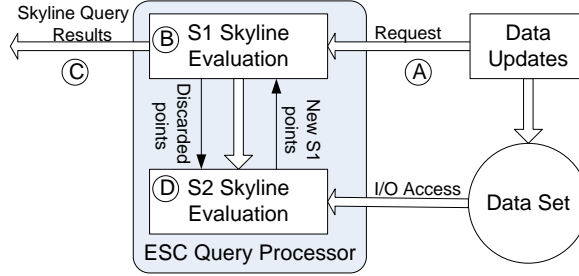 Skyline Query
Results
C
B
S1 Skyline
Evaluation
Request
A
Data
Updates
Discarded
points
New S1
points
D
S2 Skyline
Evaluation
I/O Access
Data Set
ESC Query Processor